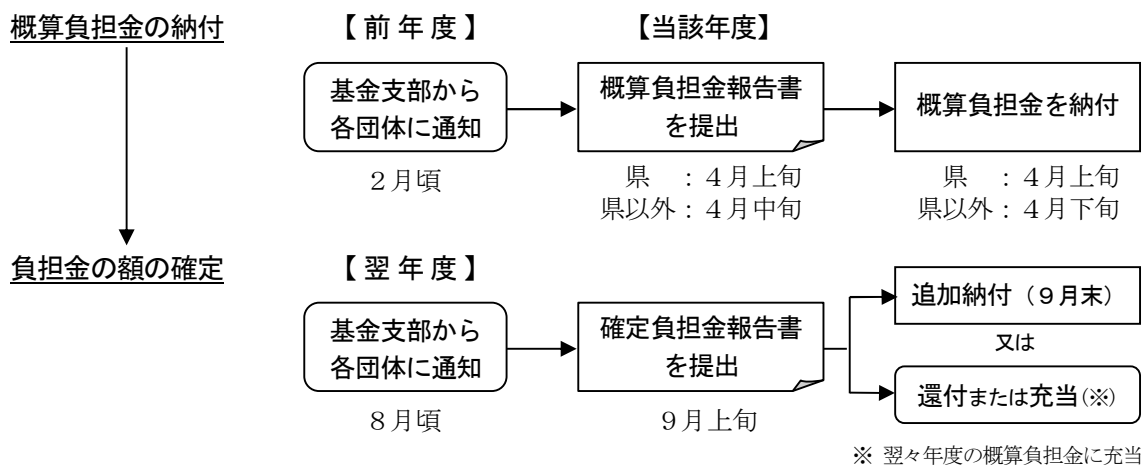 概算負担金の納付
【 前 年 度 】
【当該年度】
基金支部から
各団体に通知
概算負担金報告書
を提出
概算負担金を納付
２月頃
県　：４月上旬
県以外：４月中旬
県　：４月上旬
県以外：４月下旬
負担金の額の確定
【 翌 年 度 】
基金支部から
各団体に通知
確定負担金報告書
を提出
追加納付（９月末）
又は
還付または充当(※)
８月頃
９月上旬
※ 翌々年度の概算負担金に充当